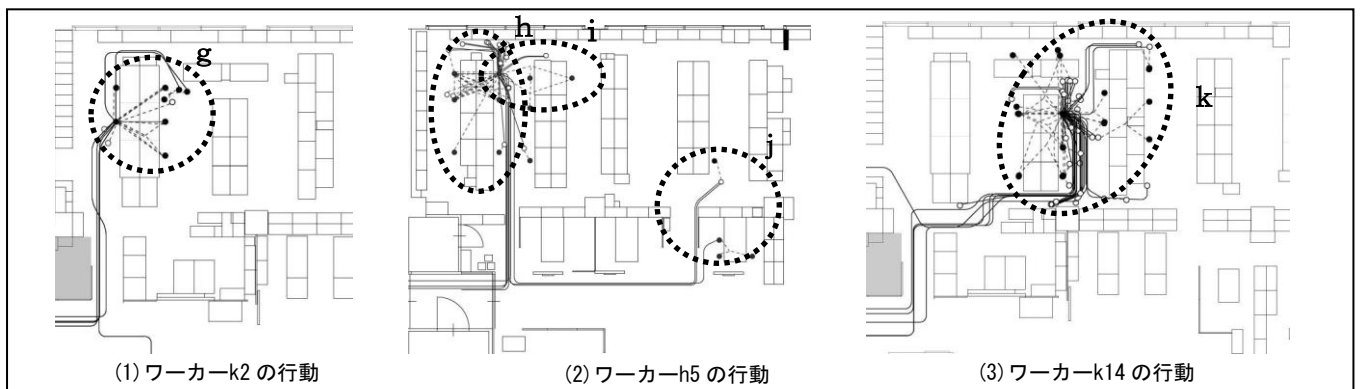 g
h
i
j
k
(1)ワーカーk2 の行動
(2)ワーカーh5 の行動
(3)ワーカーk14 の行動